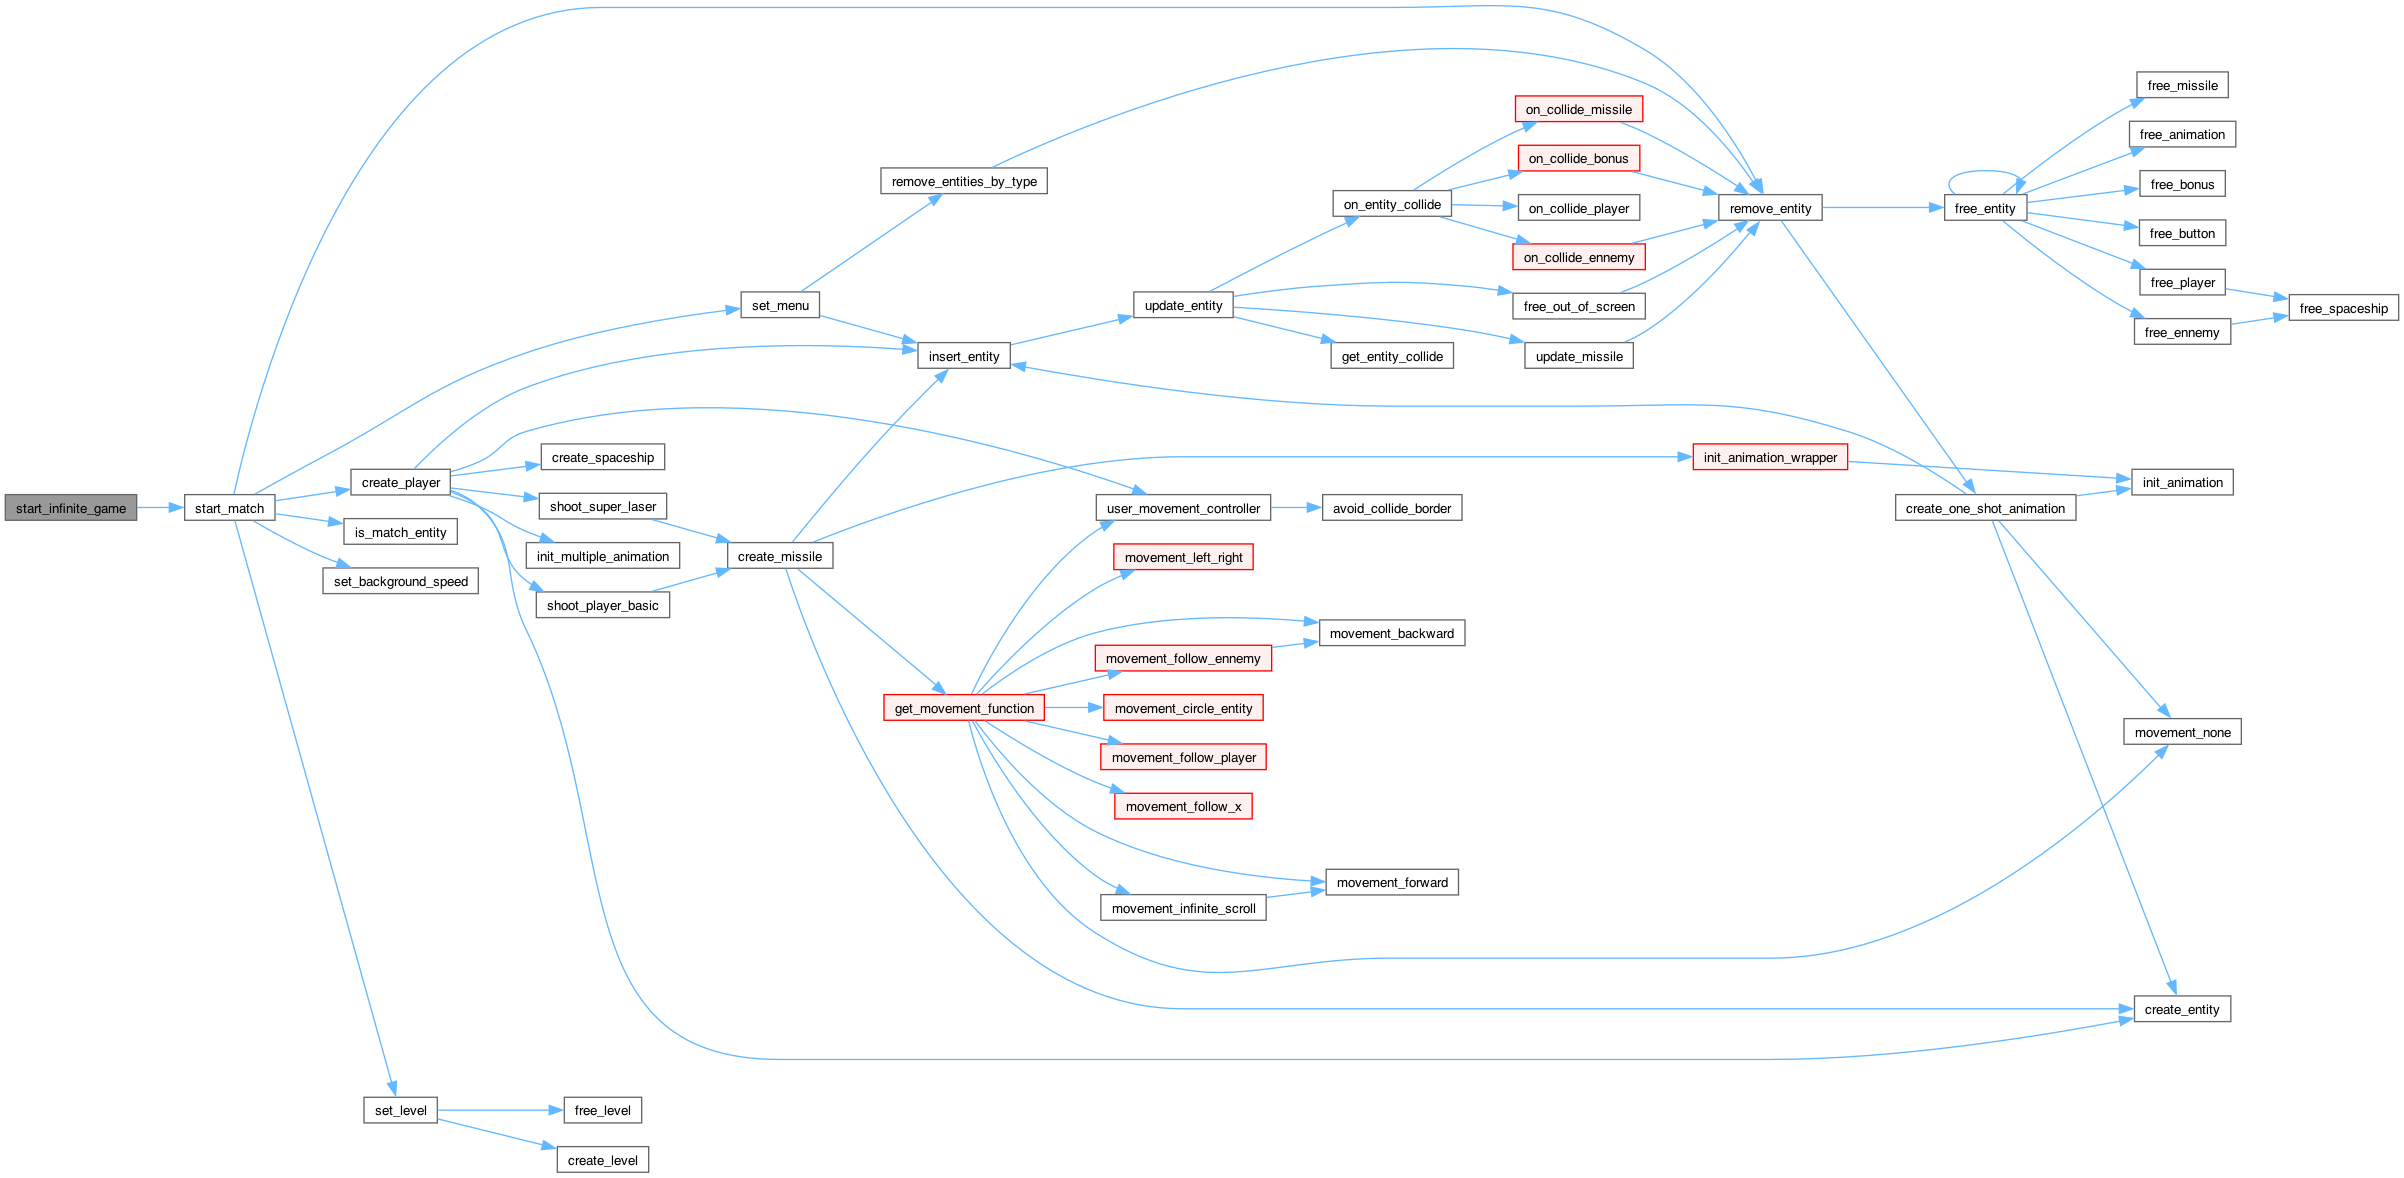 start_infinite_game
start_match
create_player
is_match_entity
set_background_speed
set_level
create_spaceship
shoot_super_laser
init_multiple_animation
shoot_player_basic
free_level
create_level
set_menu
create_missile
remove_entities_by_type
insert_entity
get_movement_function
update_entity
user_movement_controller
movement_left_right
movement_follow_ennemy
movement_circle_entity
movement_follow_player
movement_follow_x
movement_infinite_scroll
on_entity_collide
get_entity_collide
avoid_collide_border
movement_backward
movement_forward
on_collide_missile
on_collide_bonus
on_collide_player
on_collide_ennemy
free_out_of_screen
update_missile
remove_entity
init_animation_wrapper
free_entity
create_one_shot_animation
free_missile
free_animation
free_bonus
free_button
free_player
free_ennemy
init_animation
movement_none
create_entity
free_spaceship